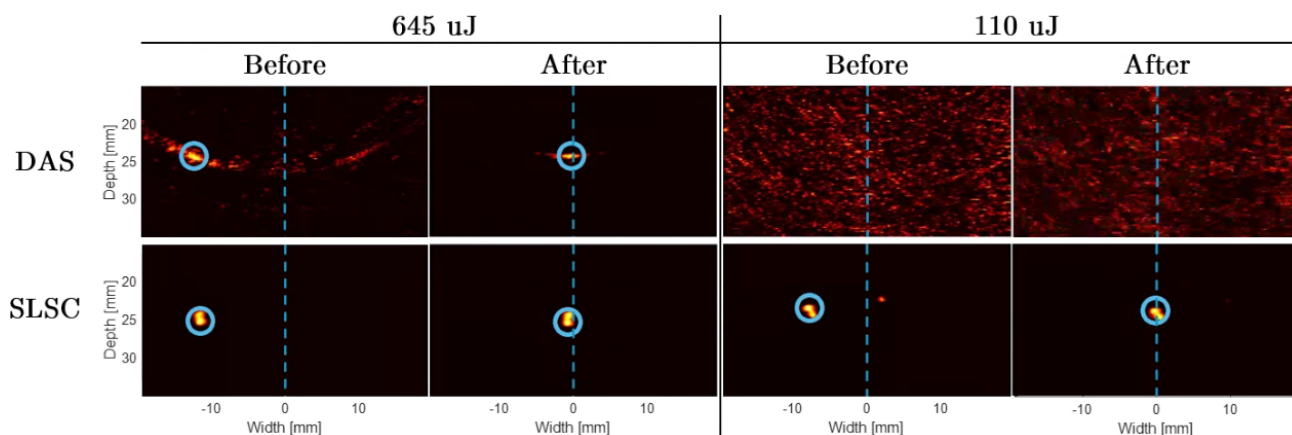 645 uJ 110 uJ
Before After Before After
DAS
Depth [mm]
20
25
30
SLSC
Depth [mm]
20
25
30
-10 0 10 -10 0 10 -10 0 10 -10 0 10
Width [mm] Width [mm] Width [mm] Width [mm]